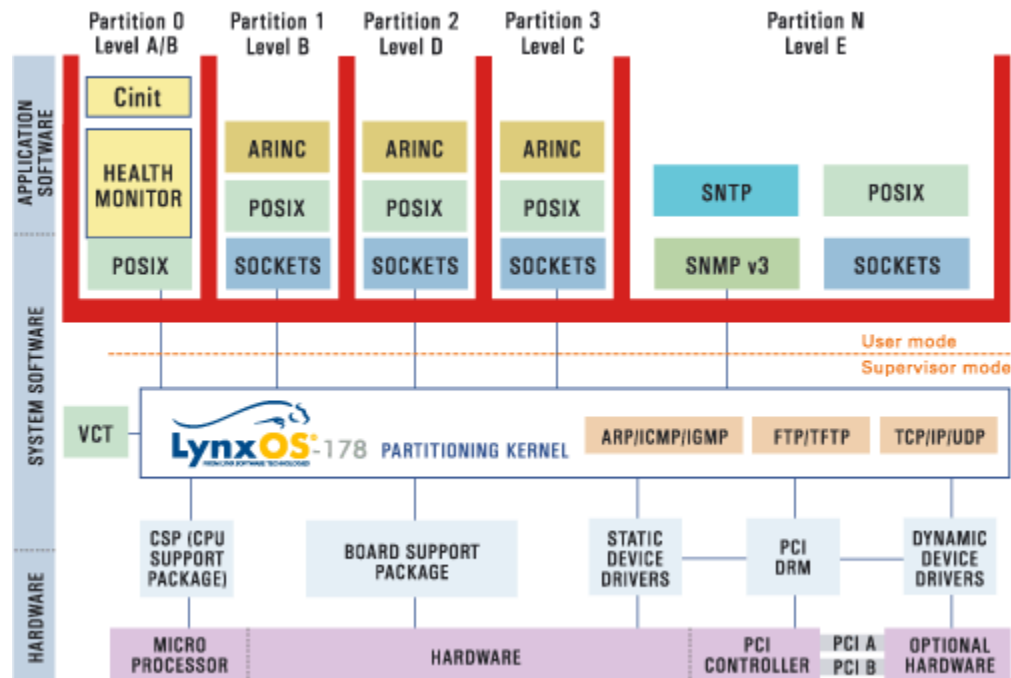 Partition 0
Level A/B
Partition 1
Level B
Partition 2
Level D
Partition 3
Level C
Partition N
Level E
APPLICATION
SOFTWARE
Cinit
HEALTH
MONITOR
POSIX
ARINC
POSIX
SOCKETS
ARINC
POSIX
SOCKETS
ARINC
POSIX
SOCKETS
SNTP
POSIX
SNMP v3
SOCKETS
SYSTEM SOFTWARE
User mode
Supervisor mode
VCT
LynxOS®-178 PARTITIONING KERNEL
FROM LYNX SOFTWARE TECHNOLOGIES
ARP/ICMP/IGMP
FTP/TFTP
TCP/IP/UDP
CSP (CPU
SUPPORT
PACKAGE)
BOARD SUPPORT
PACKAGE
STATIC
DEVICE
DRIVERS
PCI
DRM
DYNAMIC
DEVICE
DRIVERS
HARDWARE
MICRO
PROCESSOR
HARDWARE
PCI
CONTROLLER
PCI A
PCI B
OPTIONAL
HARDWARE